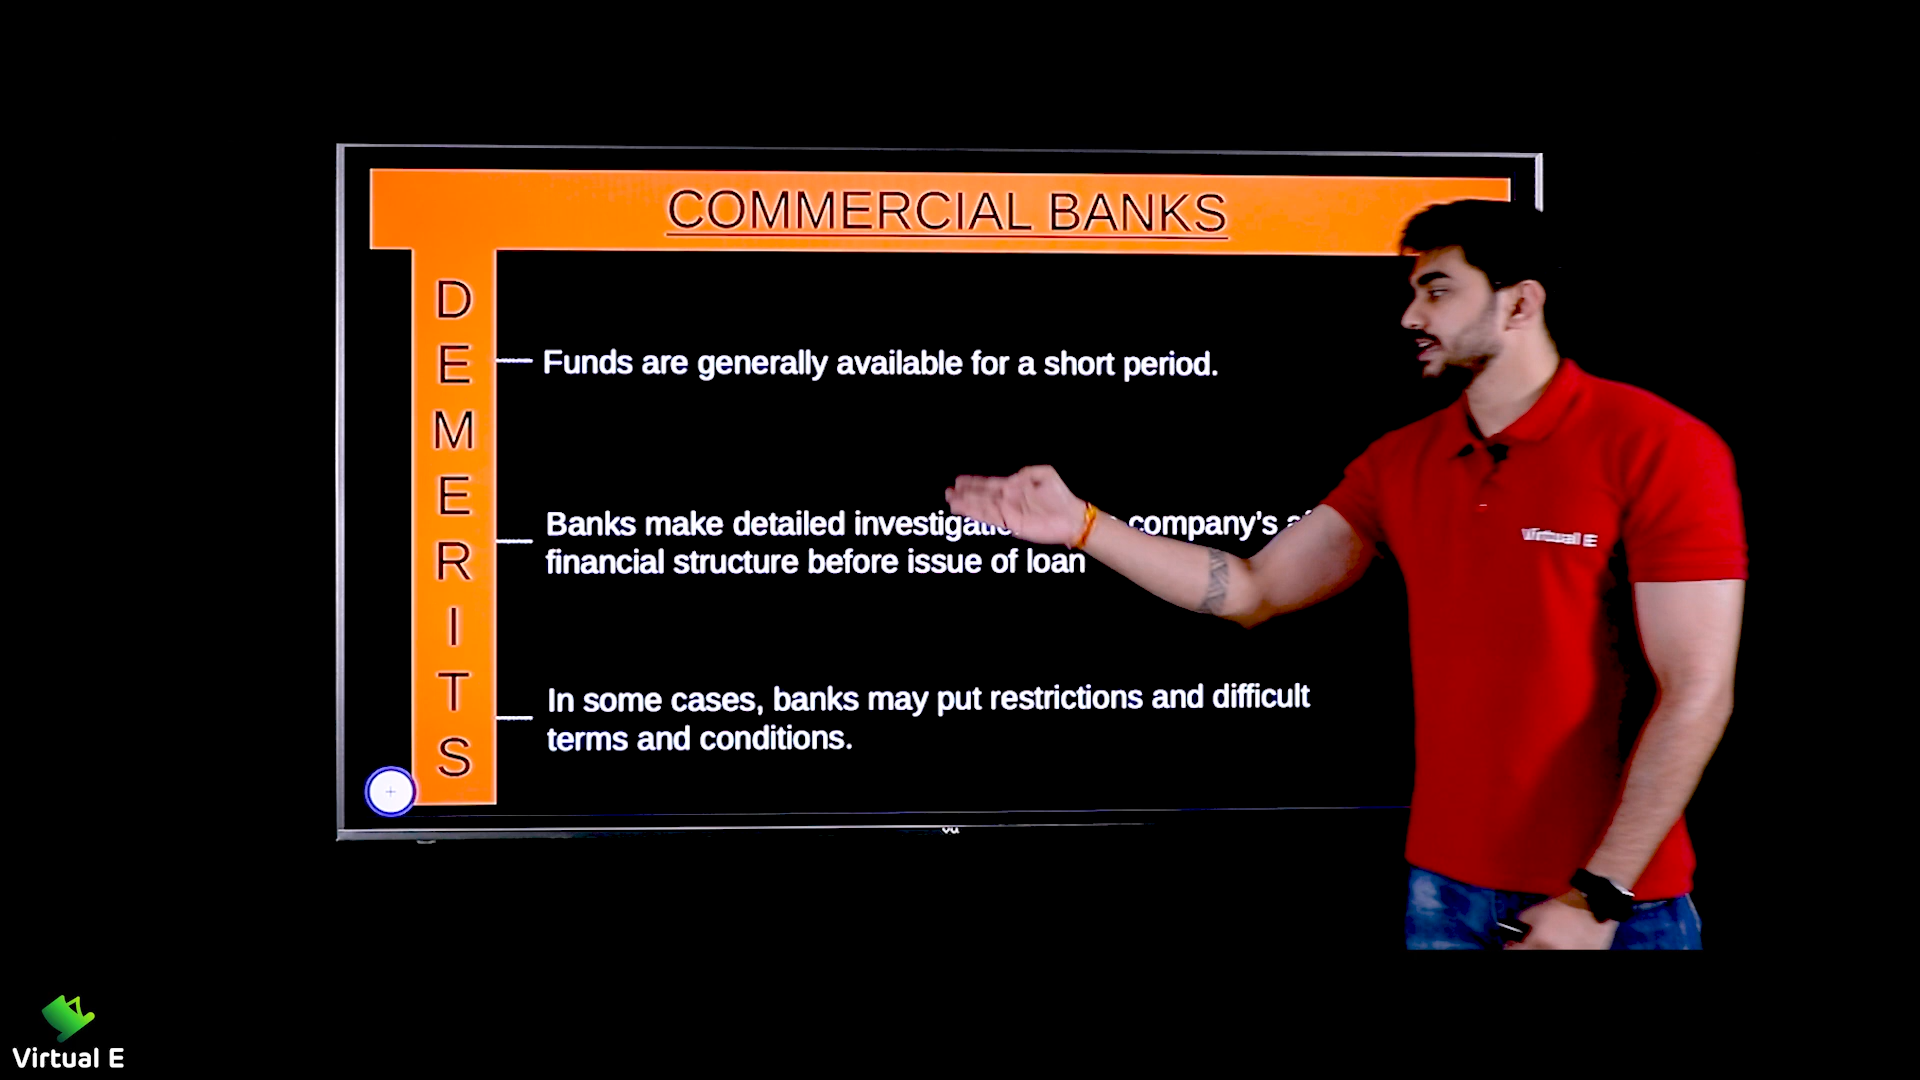 COMMERCIAL BANKS
DEMERITS
Funds are generally available for a short period.
Banks make detailed company's
financial structure before issue of loan
In some cases, banks may put restrictions and difficult
terms and conditions.
Virtual E
Virtual E